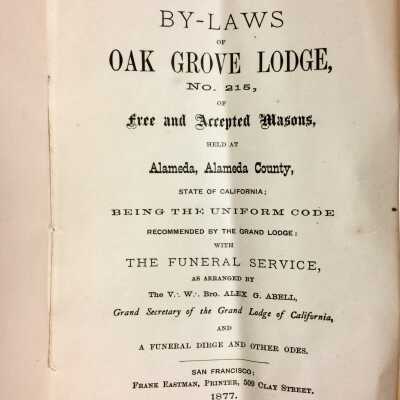 BY-LAWS
OF
OAK GROVE LODGE,
No. 215,
OF
Free and Accepted Masons,
HELD AT
Alameda, Alameda County,
STATE OF CALIFORNIA;
BEING THE UNIFORM CODE
RECOMMENDED BY THE GRAND LODGE;
WITH
THE FUNERAL SERVICE,
AS ARRANGED BY
The V∴ W∴ Bro. ALEX G. ABELL,
Grand Secretary of the Grand Lodge of California,
AND
A FUNERAL DIRGE AND OTHER ODES.
SAN FRANCISCO;
FRANK EASTMAN, PRINTER, 509 CLAY STREET.
1877.